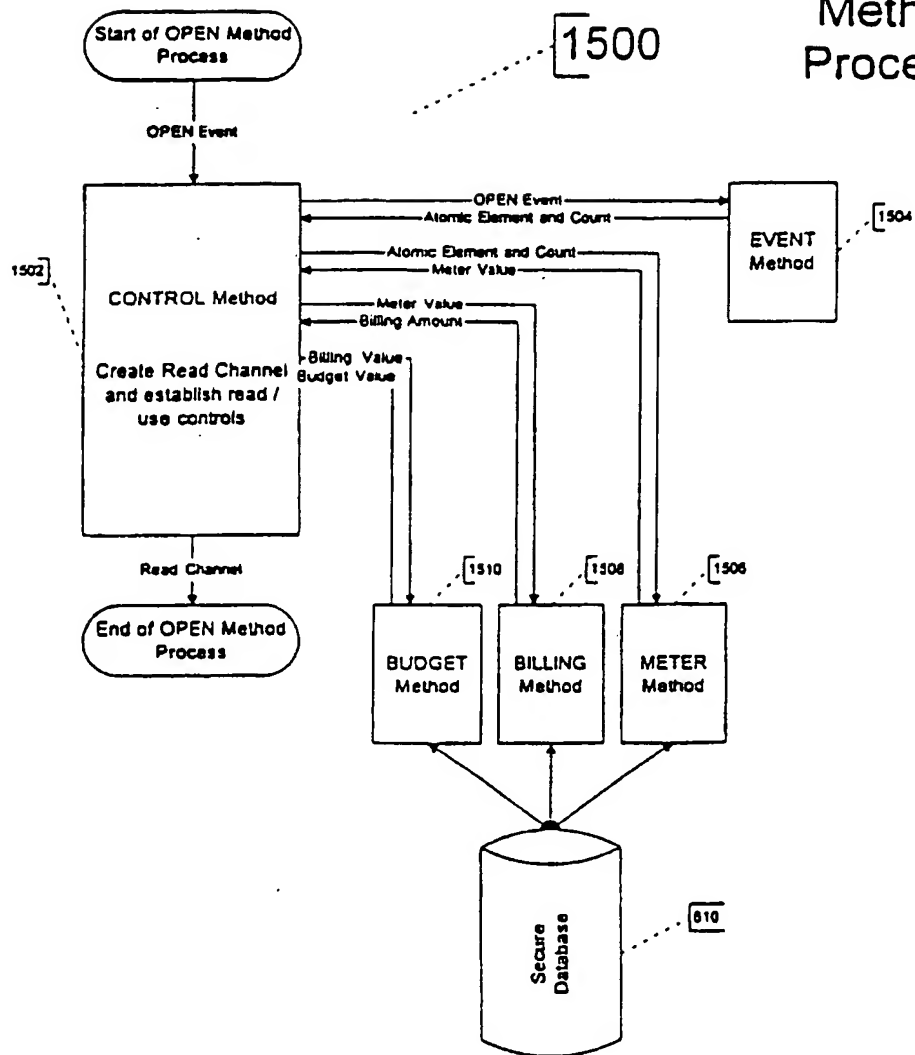 Start of OPEN Method
Process
1500
Meth
Proce
OPEN Event
OPEN Event
Atomic Element and Count
EVENT
Method
1504
1502
CONTROL Method
Create Read Channel
and establish read /
use controls
Atomic Element and Count
Meter Value
Meter Value
Billing Amount
Billing Value
Budget Value
Read Channel
End of OPEN Method
Process
1510
1508
1506
BUDGET
Method
BILLING
Method
METER
Method
Secure
Database
610